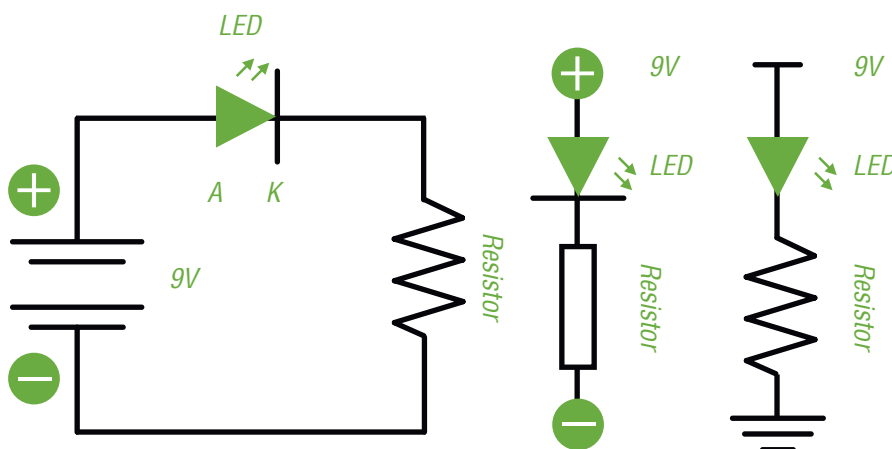 LED
A K
9V
Resistor
9V
LED
Resistor
9V
LED
Resistor